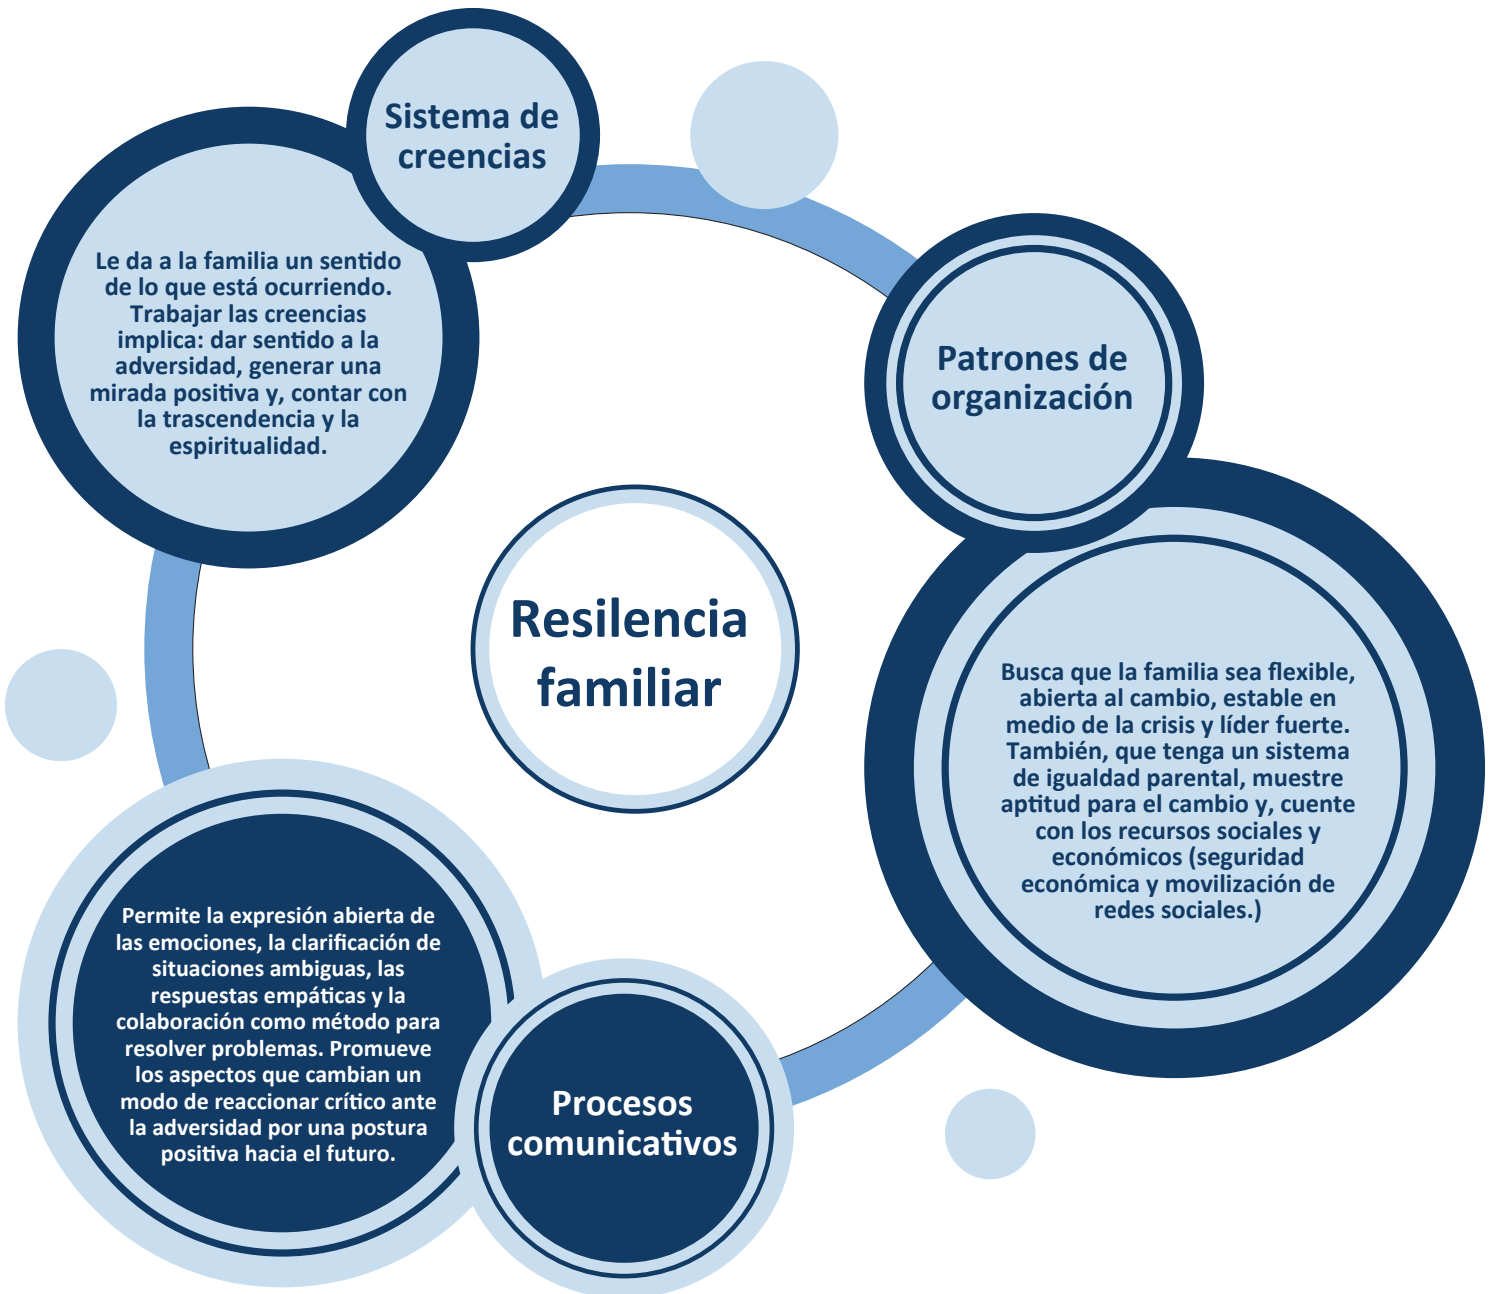 Sistema de
creencias
Le da a la familia un sentido
de lo que está ocurriendo.
Trabajar las creencias
implica: dar sentido a la
adversidad, generar una
mirada positiva y, contar con
la trascendencia y la
espiritualidad.
Patrones de
organización
Busca que la familia sea flexible,
abierta al cambio, estable en
medio de la crisis y líder fuerte.
También, que tenga un sistema
de igualdad parental, muestre
aptitud para el cambio y, cuente
con los recursos sociales y
económicos (seguridad
económica y movilización de
redes sociales.)
Resilencia
familiar
Permite la expresión abierta de
las emociones, la clarificación de
situaciones ambiguas, las
respuestas empáticas y la
colaboración como método para
resolver problemas. Promueve
los aspectos que cambian un
modo de reaccionar crítico ante
la adversidad por una postura
positiva hacia el futuro.
Procesos
comunicativos